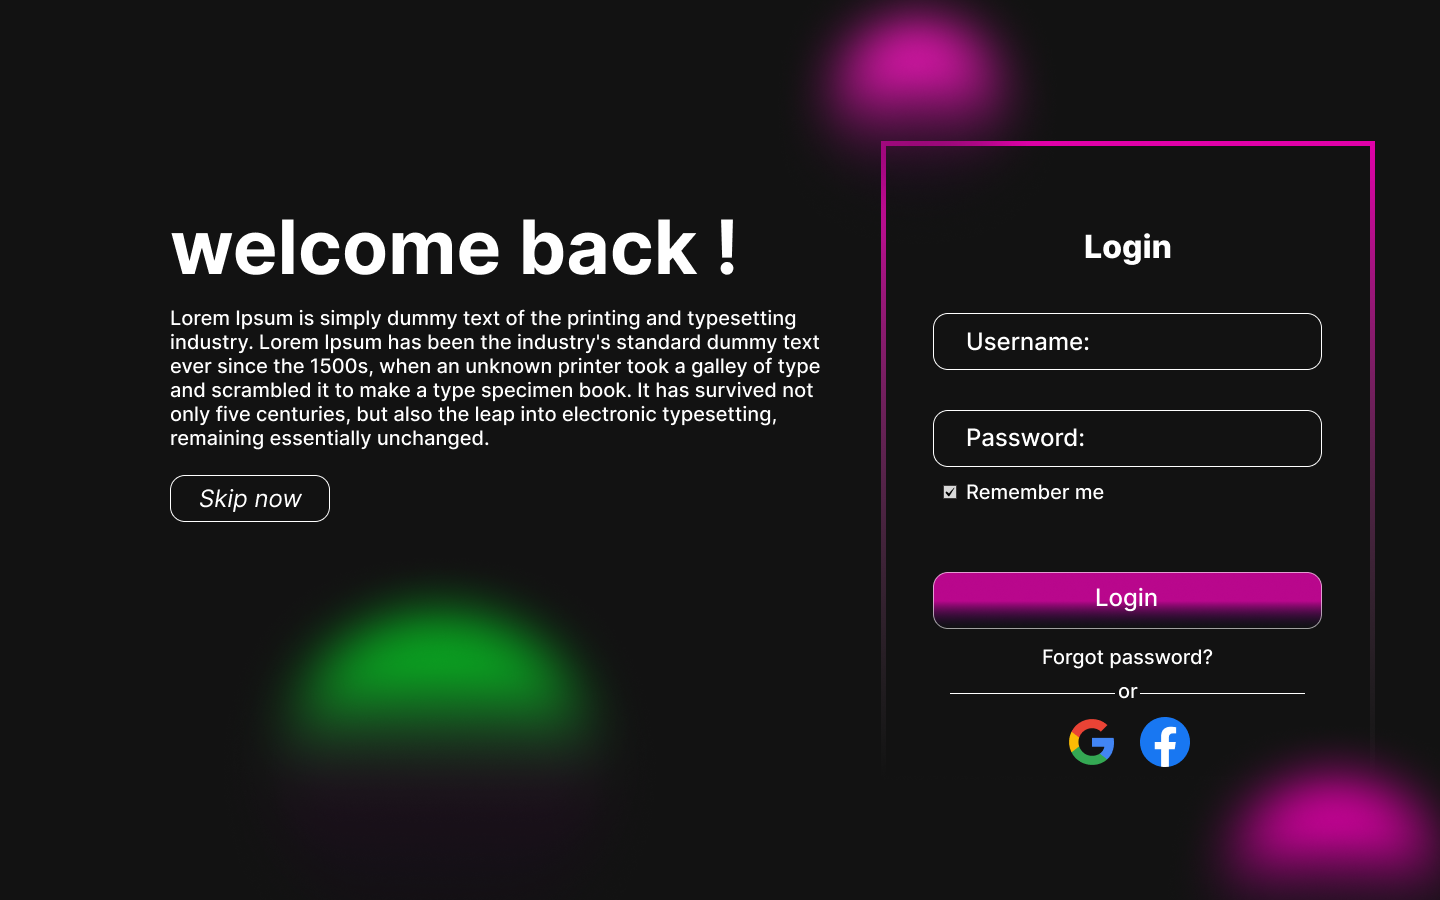 welcome back !
Lorem Ipsum is simply dummy text of the printing and typesetting
industry. Lorem Ipsum has been the industry's standard dummy text
ever since the 1500s, when an unknown printer took a galley of type
and scrambled it to make a type specimen book. It has survived not
only five centuries, but also the leap into electronic typesetting,
remaining essentially unchanged.
Skip now
Login
Username:
Password:
Remember me
Login
Forgot password?
or